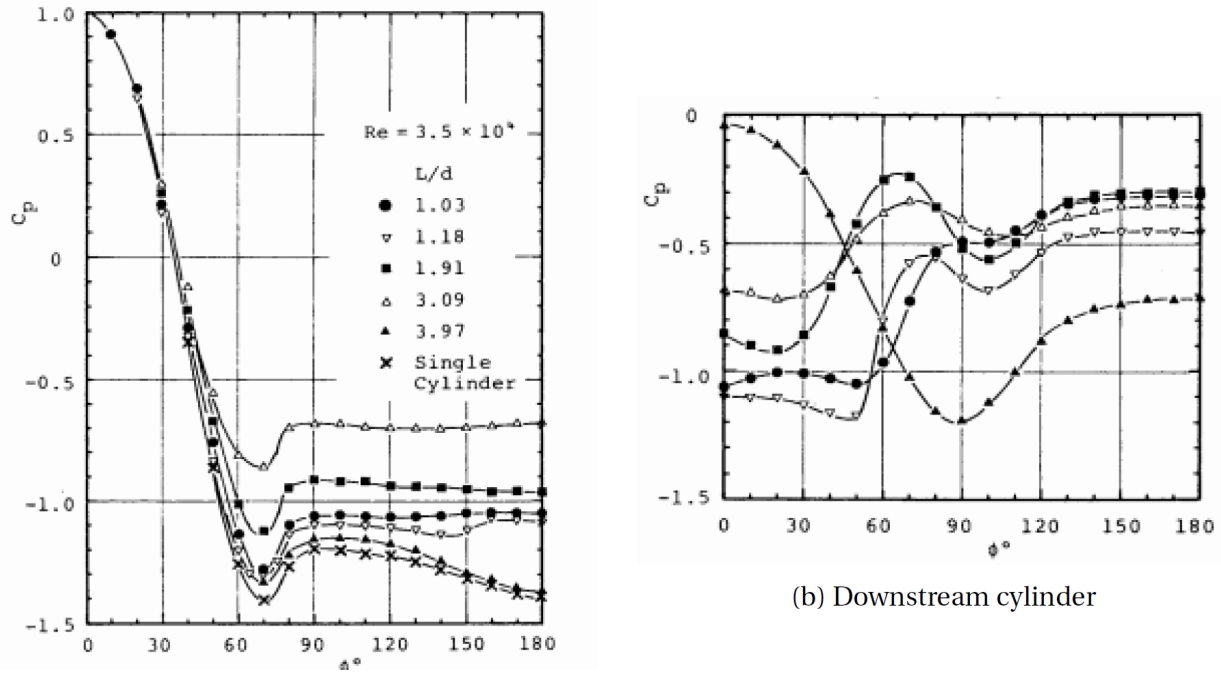 1.0
0.5
0
-0.5
-1.0
-1.5
Cp
Re = 3.5 × 10⁴
L/d
● 1.03
▽ 1.18
■ 1.91
△ 3.09
▲ 3.97
✕ Single
Cylinder
0 30 60 90 120 150 180
ϕ°
0
-0.5
-1.0
-1.5
Cp
0 30 60 90 120 150 180
ϕ°
(b) Downstream cylinder